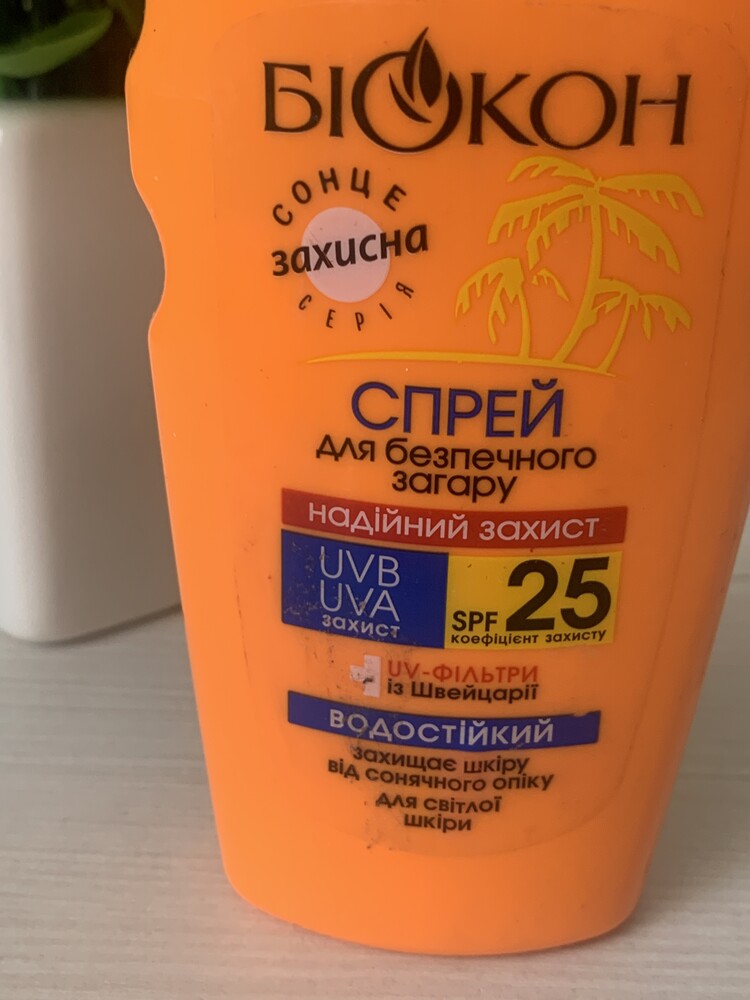 БІОКОН
СОНЦЕ
захисна
СЕРІЯ
СПРЕЙ
для безпечного
загару
надійний захист
UVB
UVA
захист
SPF 25
коефіцієнт захисту
UV-ФІЛЬТРИ
із Швейцарії
ВОДОСТІЙКИЙ
захищає шкіру
від сонячного опіку
для світлої
шкіри